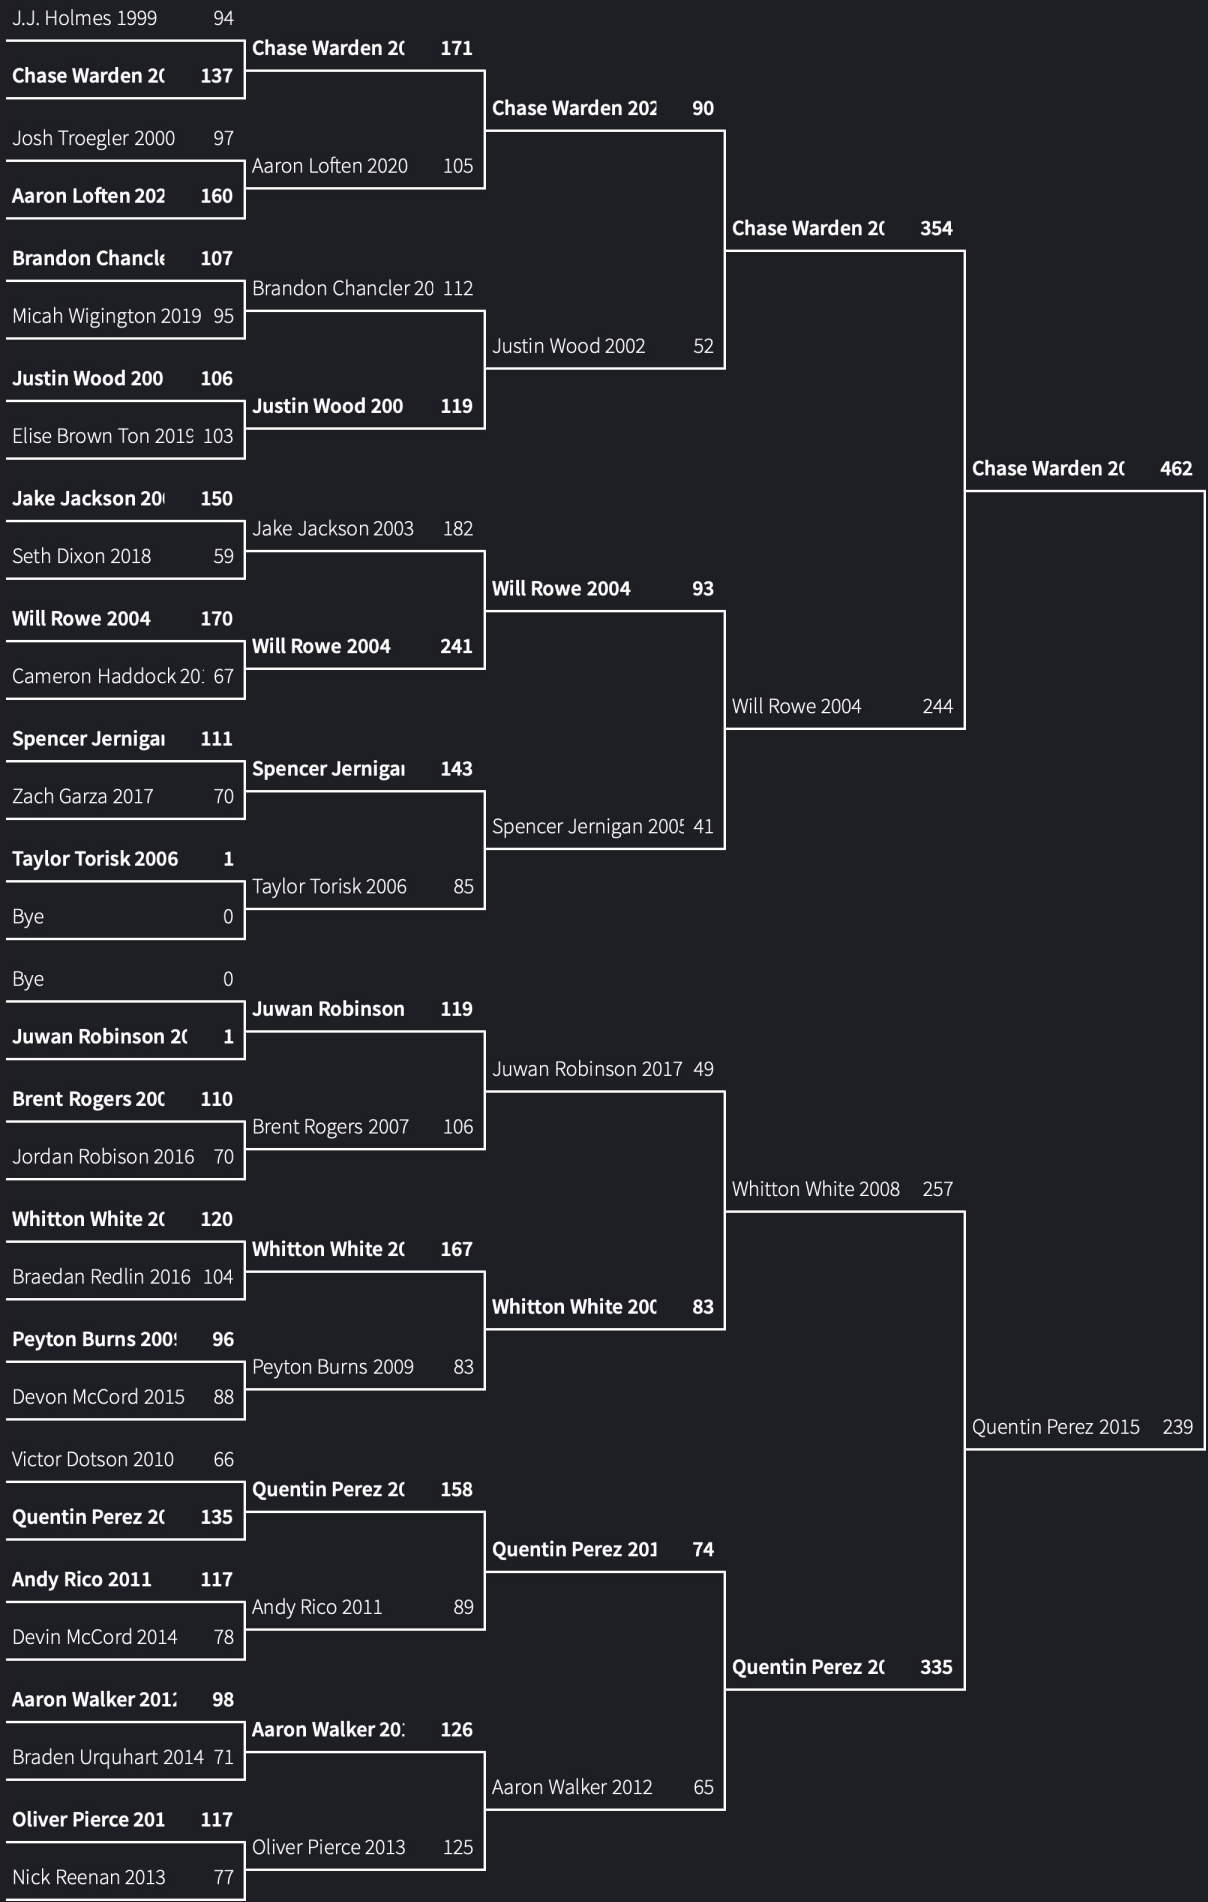 J.J. Holmes 1999 94
Chase Warden 20 137
Josh Troegler 2000 97
Aaron Loften 202 160
Brandon Chancle 107
Micah Wigington 2019 95
Justin Wood 200 106
Elise Brown Ton 2019 103
Jake Jackson 200 150
Seth Dixon 2018 59
Will Rowe 2004 170
Cameron Haddock 20 67
Spencer Jernigan 111
Zach Garza 2017 70
Taylor Torisk 2006 1
Bye 0
Bye 0
Juwan Robinson 20 1
Brent Rogers 200 110
Jordan Robison 2016 70
Whitton White 20 120
Braedan Redlin 2016 104
Peyton Burns 2009 96
Devon McCord 2015 88
Victor Dotson 2010 66
Quentin Perez 20 135
Andy Rico 2011 117
Devin McCord 2014 78
Aaron Walker 2012 98
Braden Urquhart 2014 71
Oliver Pierce 201 117
Nick Reenan 2013 77
Chase Warden 20 171
Aaron Loften 2020 105
Brandon Chancler 20 112
Justin Wood 200 119
Jake Jackson 2003 182
Will Rowe 2004 241
Spencer Jernigan 143
Taylor Torisk 2006 85
Juwan Robinson 119
Brent Rogers 2007 106
Whitton White 20 167
Peyton Burns 2009 83
Quentin Perez 20 158
Andy Rico 2011 89
Aaron Walker 20 126
Oliver Pierce 2013 125
Chase Warden 202 90
Justin Wood 2002 52
Will Rowe 2004 93
Spencer Jernigan 2005 41
Juwan Robinson 2017 49
Whitton White 200 83
Quentin Perez 201 74
Aaron Walker 2012 65
Chase Warden 20 354
Will Rowe 2004 244
Whitton White 2008 257
Quentin Perez 20 335
Chase Warden 20 462
Quentin Perez 2015 239